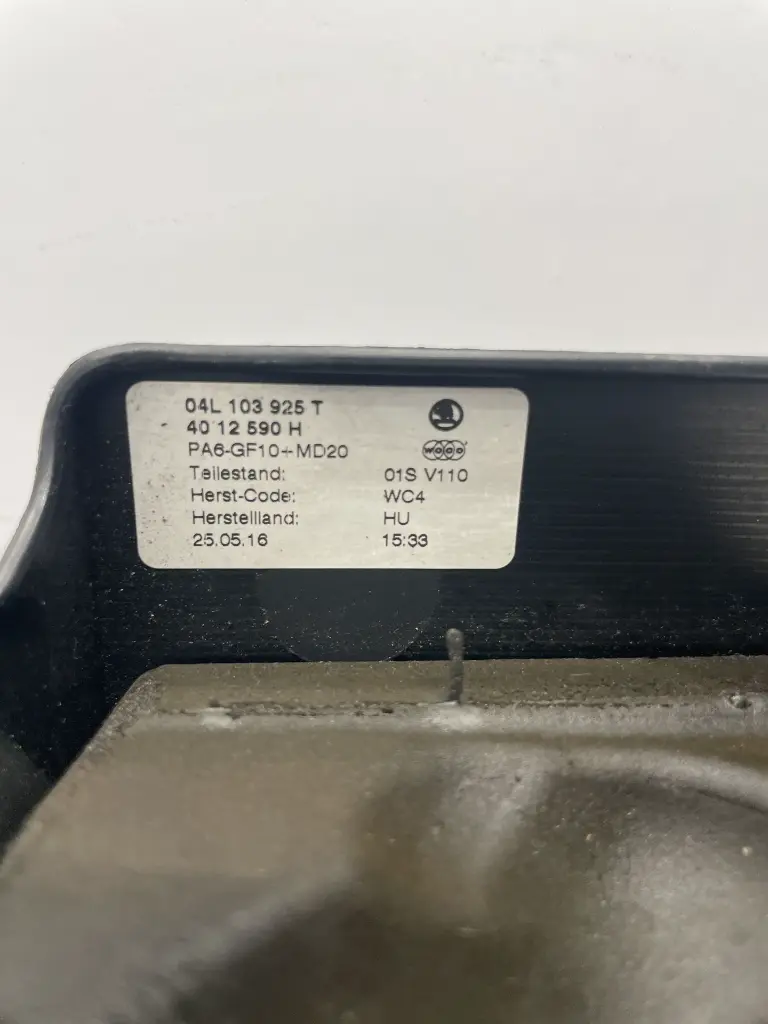 04L 103 925 T
40 12 590 H
PA6-GF10+MD20
WOCO
Teilestand: 01S V110
Herst-Code: WC4
Herstellland: HU
25.05.16 15:33